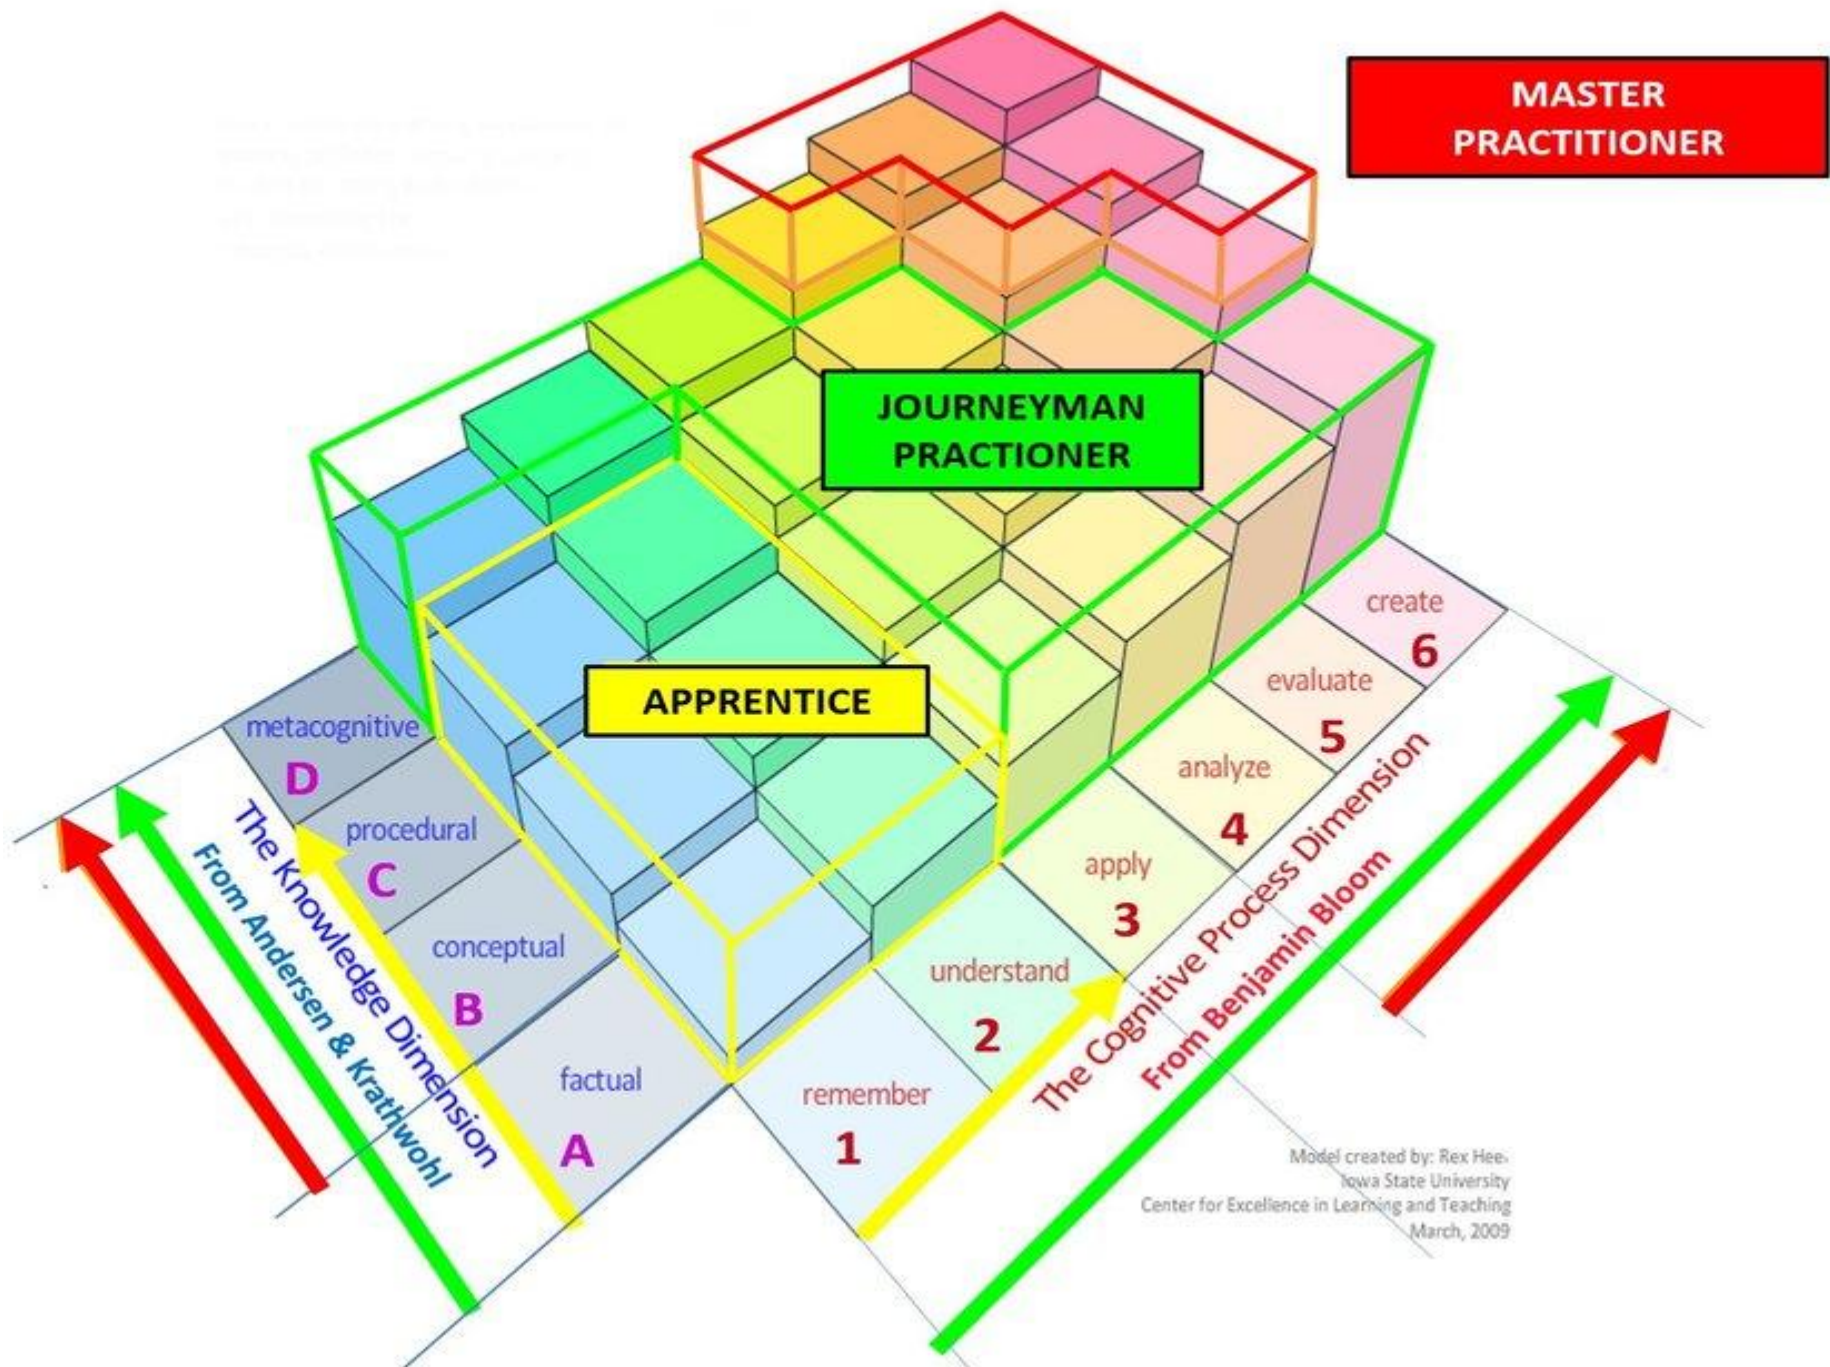 MASTER
PRACTITIONER
JOURNEYMAN
PRACTIONER
APPRENTICE
metacognitive
D
procedural
C
conceptual
B
factual
A
The Knowledge Dimension
From Andersen & Krathwohl
create
6
evaluate
5
analyze
4
apply
3
understand
2
remember
1
The Cognitive Process Dimension
From Benjamin Bloom
Model created by: Rex Hee
Iowa State University
Center for Excellence in Learning and Teaching
March, 2009